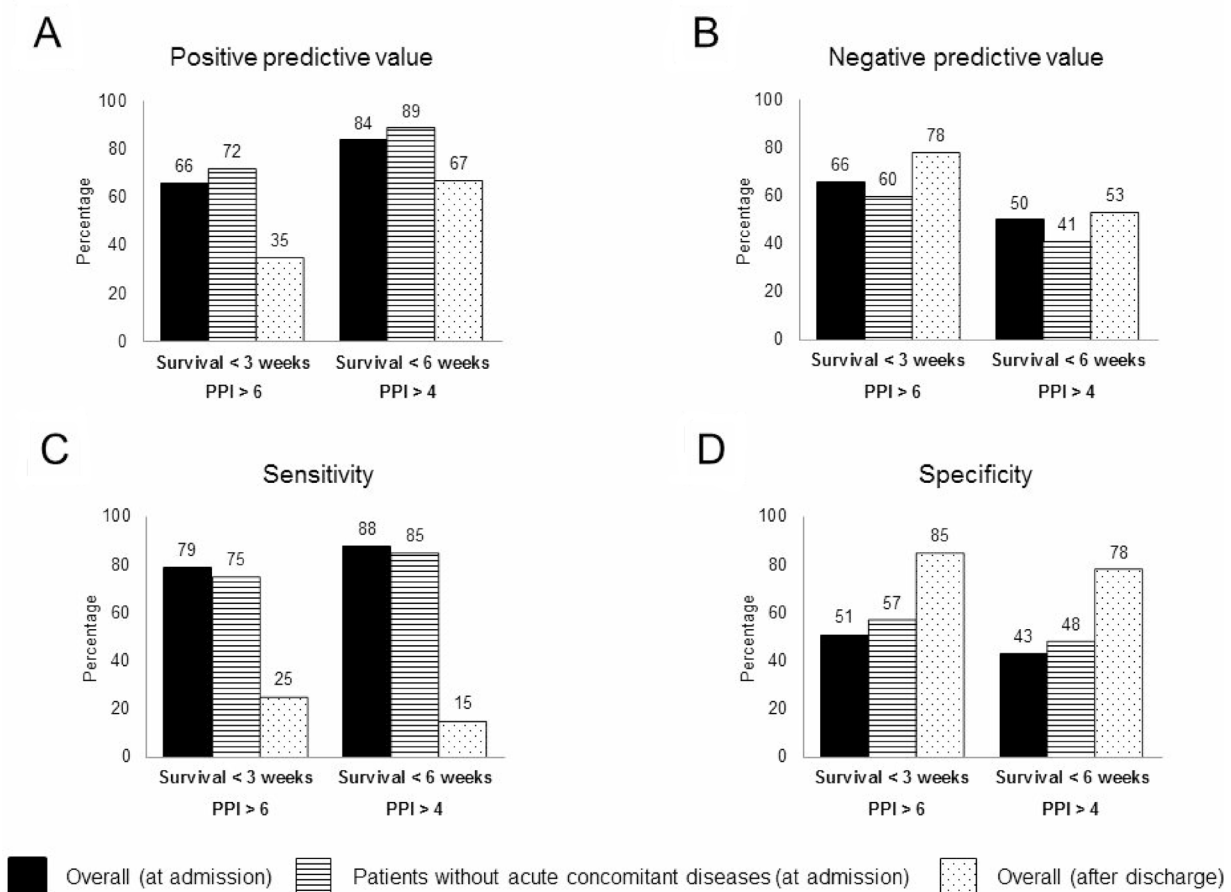 A
Positive predictive value
Percentage
100
80
60
40
20
0
66
72
35
84
89
67
Survival < 3 weeks
Survival < 6 weeks
PPI > 6
PPI > 4
B
Negative predictive value
Percentage
100
80
60
40
20
0
66
60
78
50
41
53
Survival < 3 weeks
Survival < 6 weeks
PPI > 6
PPI > 4
C
Sensitivity
Percentage
100
80
60
40
20
0
79
75
25
88
85
15
Survival < 3 weeks
Survival < 6 weeks
PPI > 6
PPI > 4
D
Specificity
Percentage
100
80
60
40
20
0
51
57
85
43
48
78
Survival < 3 weeks
Survival < 6 weeks
PPI > 6
PPI > 4
Overall (at admission)
Patients without acute concomitant diseases (at admission)
Overall (after discharge)